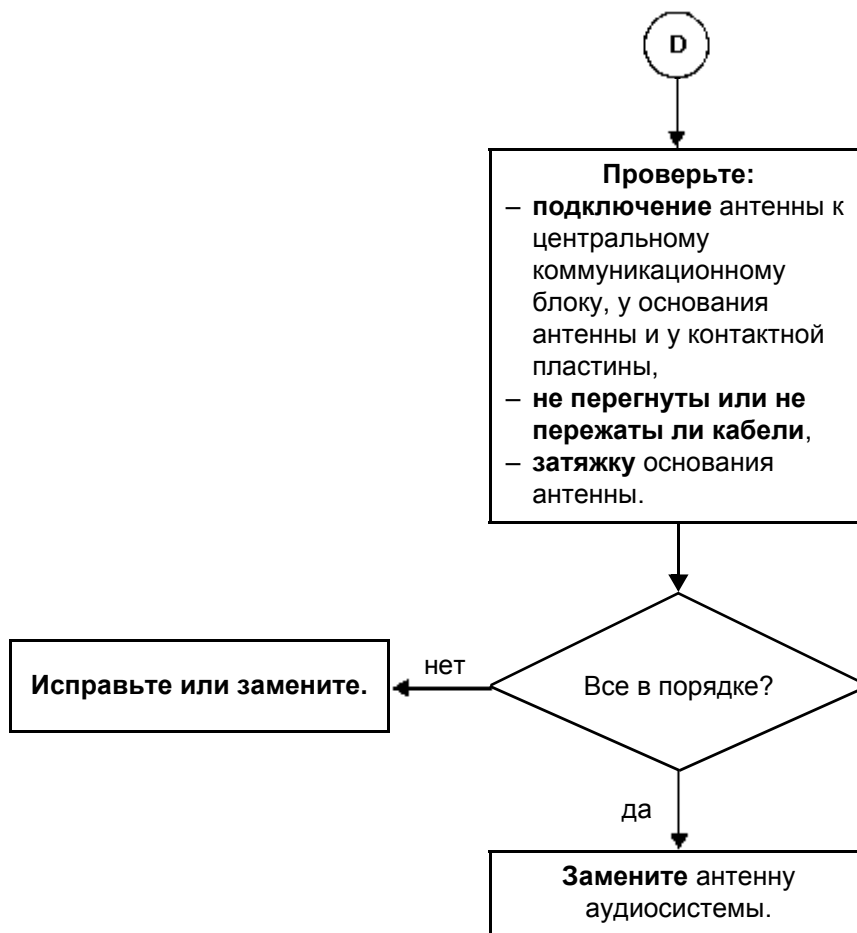 D
Проверьте:
– подключение антенны к
центральному
коммуникационному
блоку, у основания
антенны и у контактной
пластины,
– не перегнуты или не
пережаты ли кабели,
– затяжку основания
антенны.
нет
Исправьте или замените.
Все в порядке?
да
Замените антенну
аудиосистемы.